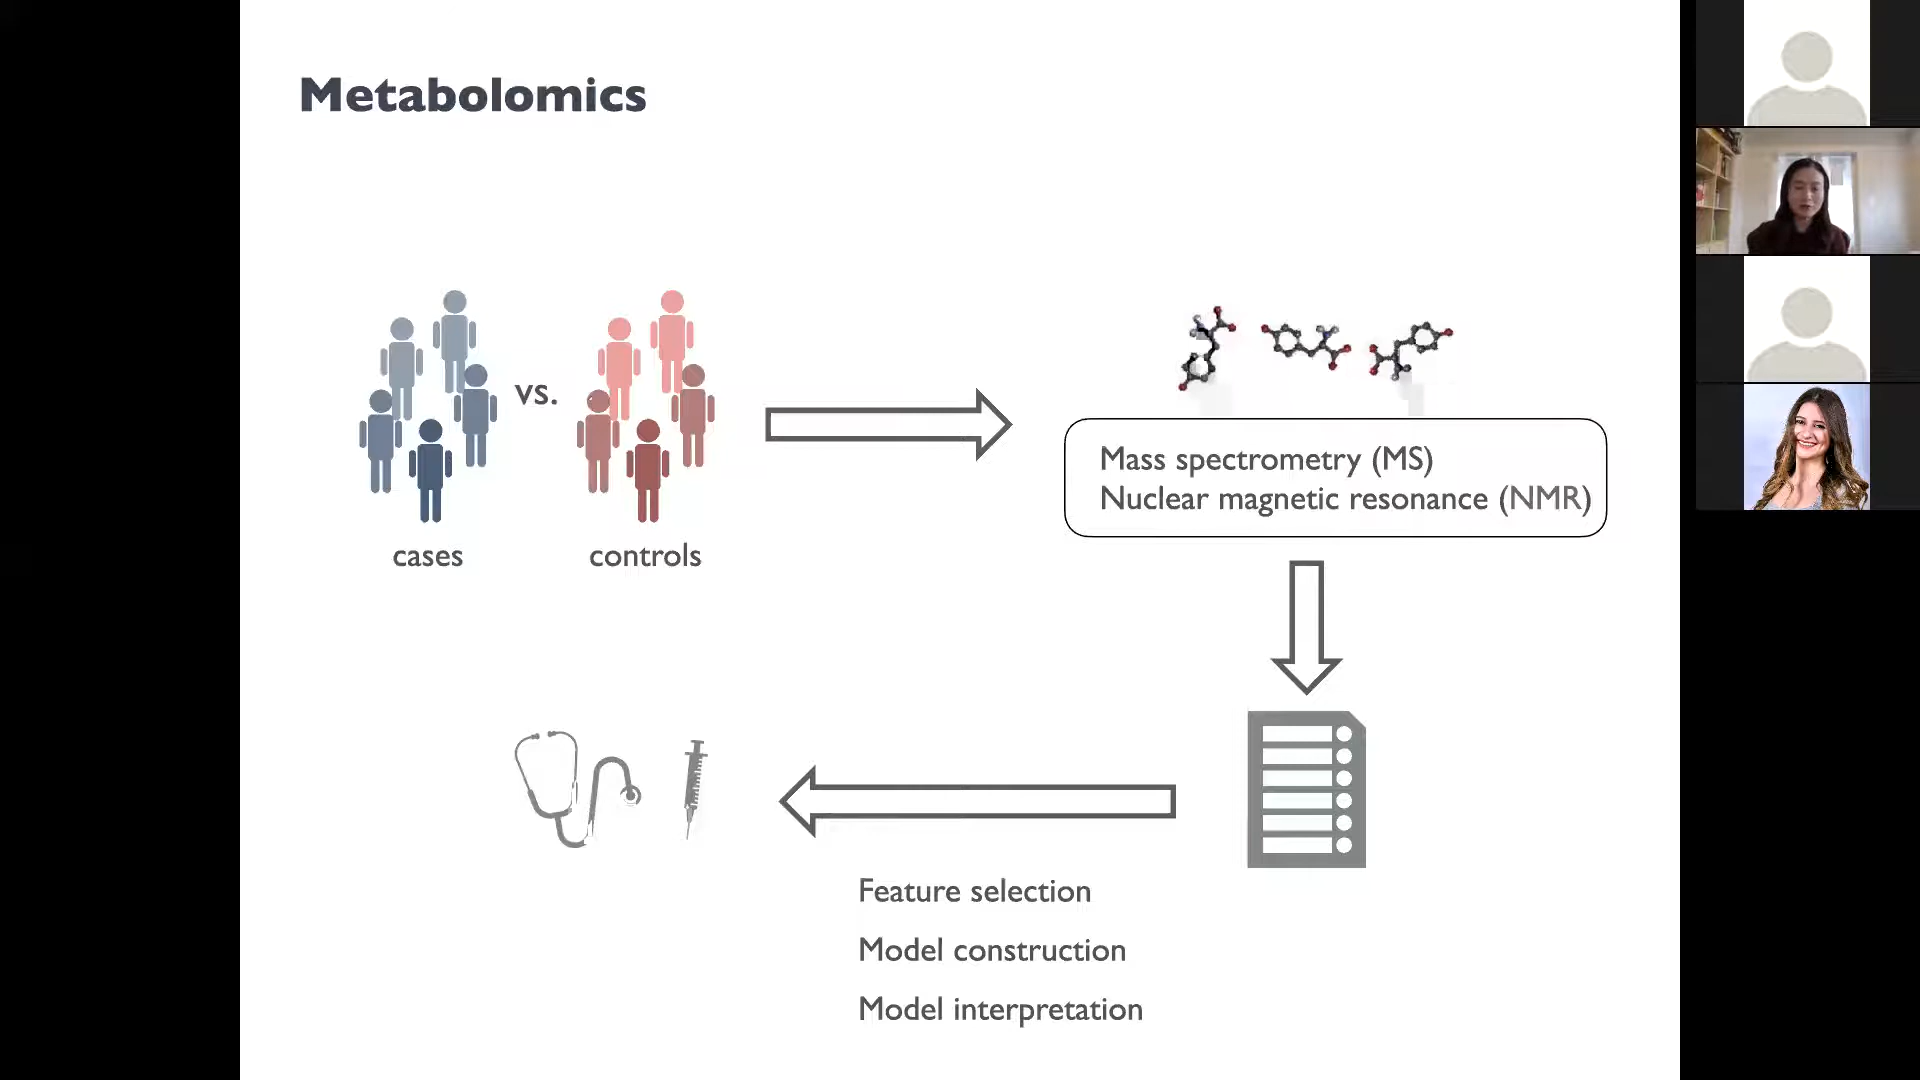 Metabolomics
vs.
cases
controls
Mass spectrometry (MS)
Nuclear magnetic resonance (NMR)
Feature selection
Model construction
Model interpretation